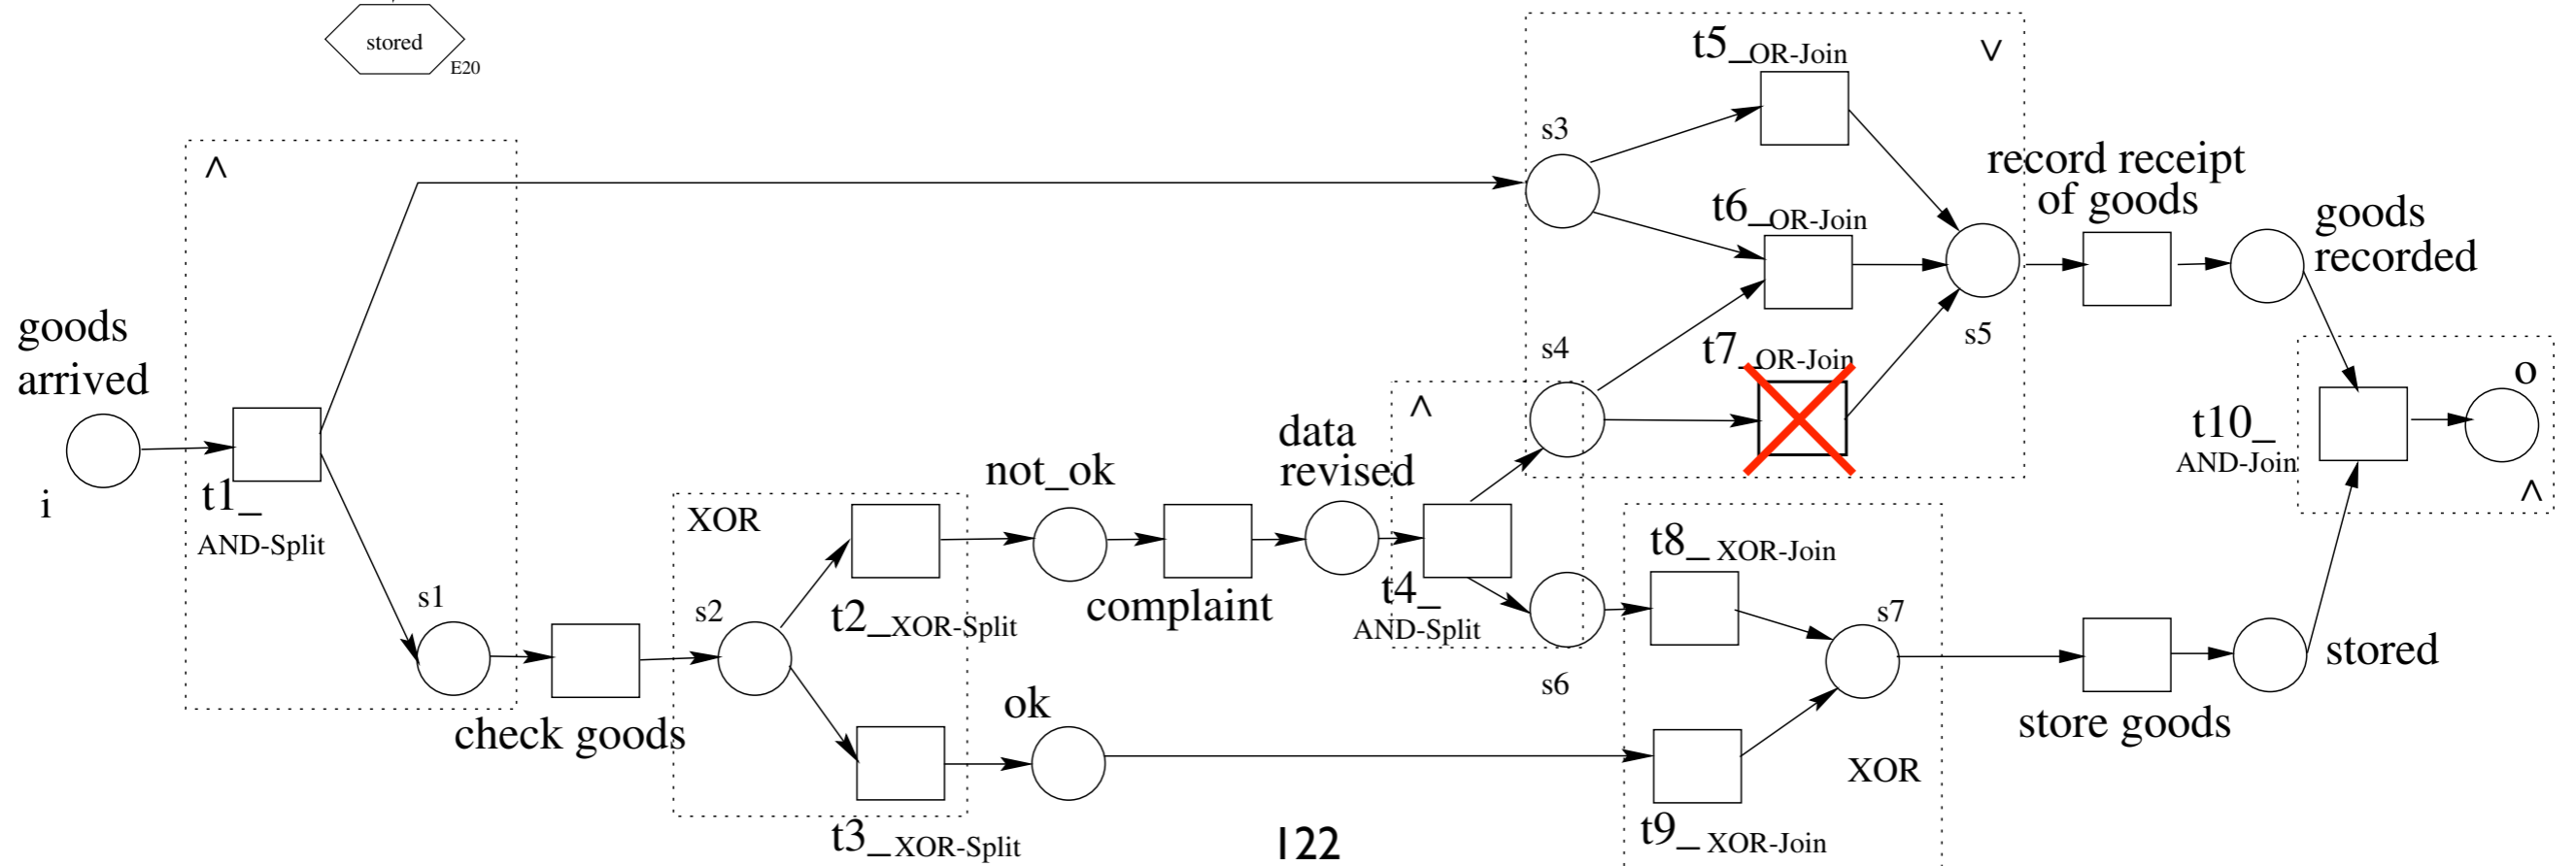 stored
E20
t5_OR-Join
∨
s3
∧
record receipt
of goods
t6_OR-Join
goods
recorded
goods
arrived
s4
s5
t7_OR-Join
o
∧
data
revised
t10_
AND-Join
not_ok
i
t1_
AND-Split
XOR
∧
t8_ XOR-Join
s1
s2
t2_XOR-Split
complaint
t4_
AND-Split
s7
stored
s6
ok
check goods
store goods
XOR
t3_XOR-Split
122
t9_ XOR-Join